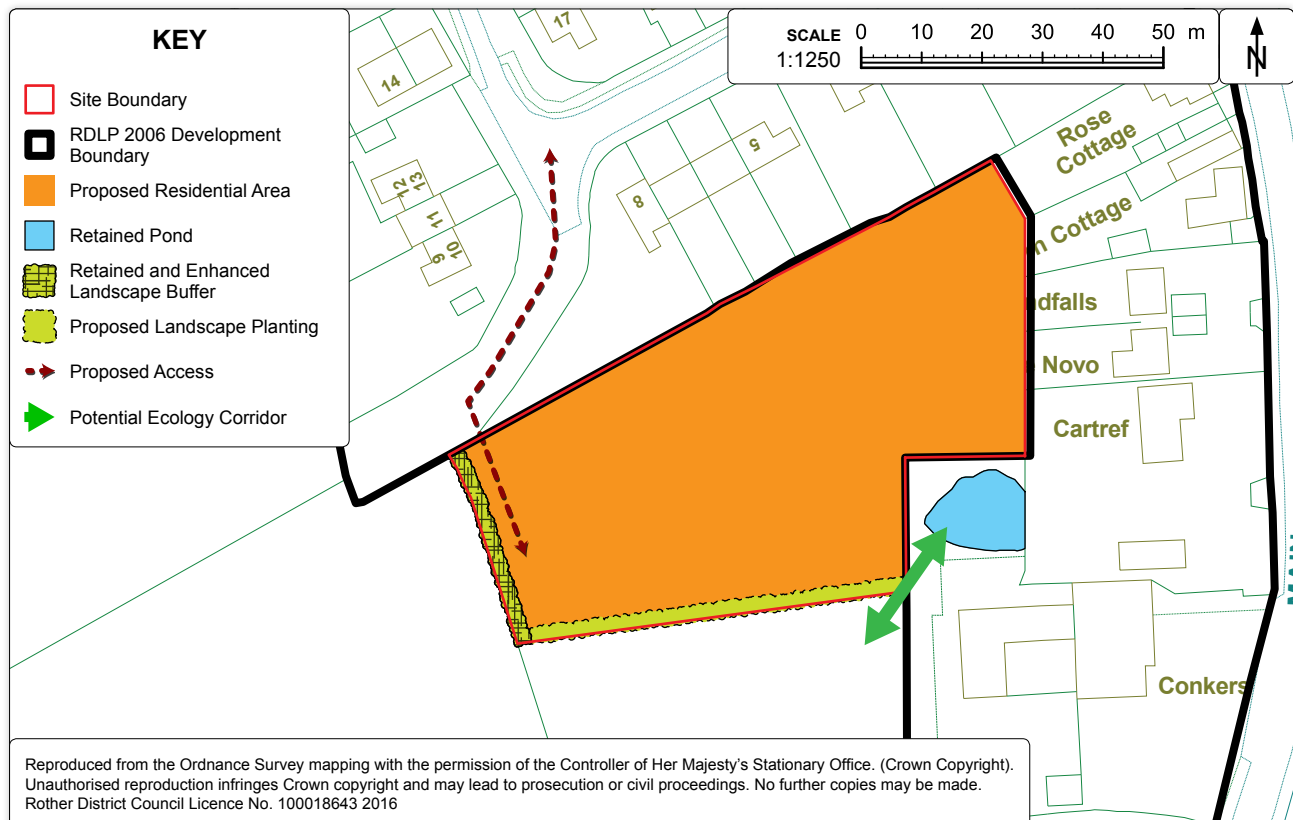 KEY
Site Boundary
RDLP 2006 Development
Boundary
Proposed Residential Area
Retained Pond
Retained and Enhanced
Landscape Buffer
Proposed Landscape Planting
Proposed Access
Potential Ecology Corridor
SCALE
1:1250
0 10 20 30 40 50 m
N
17
14
12
13
11
10
9
8
5
Rose
Cottage
Cottage
Novo
Cartref
Conkers
MAIN
Reproduced from the Ordnance Survey mapping with the permission of the Controller of Her Majesty's Stationary Office. (Crown Copyright).
Unauthorised reproduction infringes Crown copyright and may lead to prosecution or civil proceedings. No further copies may be made.
Rother District Council Licence No. 100018643 2016